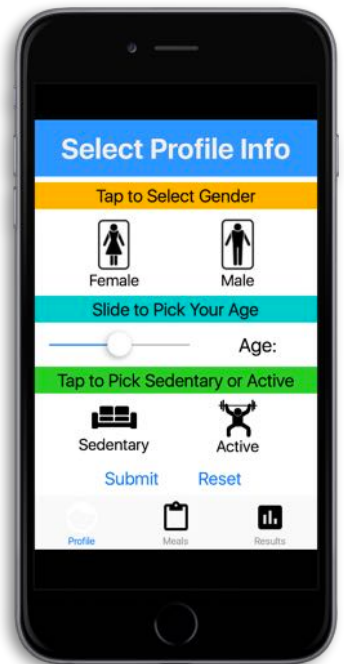 Select Profile Info
Tap to Select Gender
Female Male
Slide to Pick Your Age
Age:
Tap to Pick Sedentary or Active
Sedentary Active
Submit Reset
Profile Meals Results